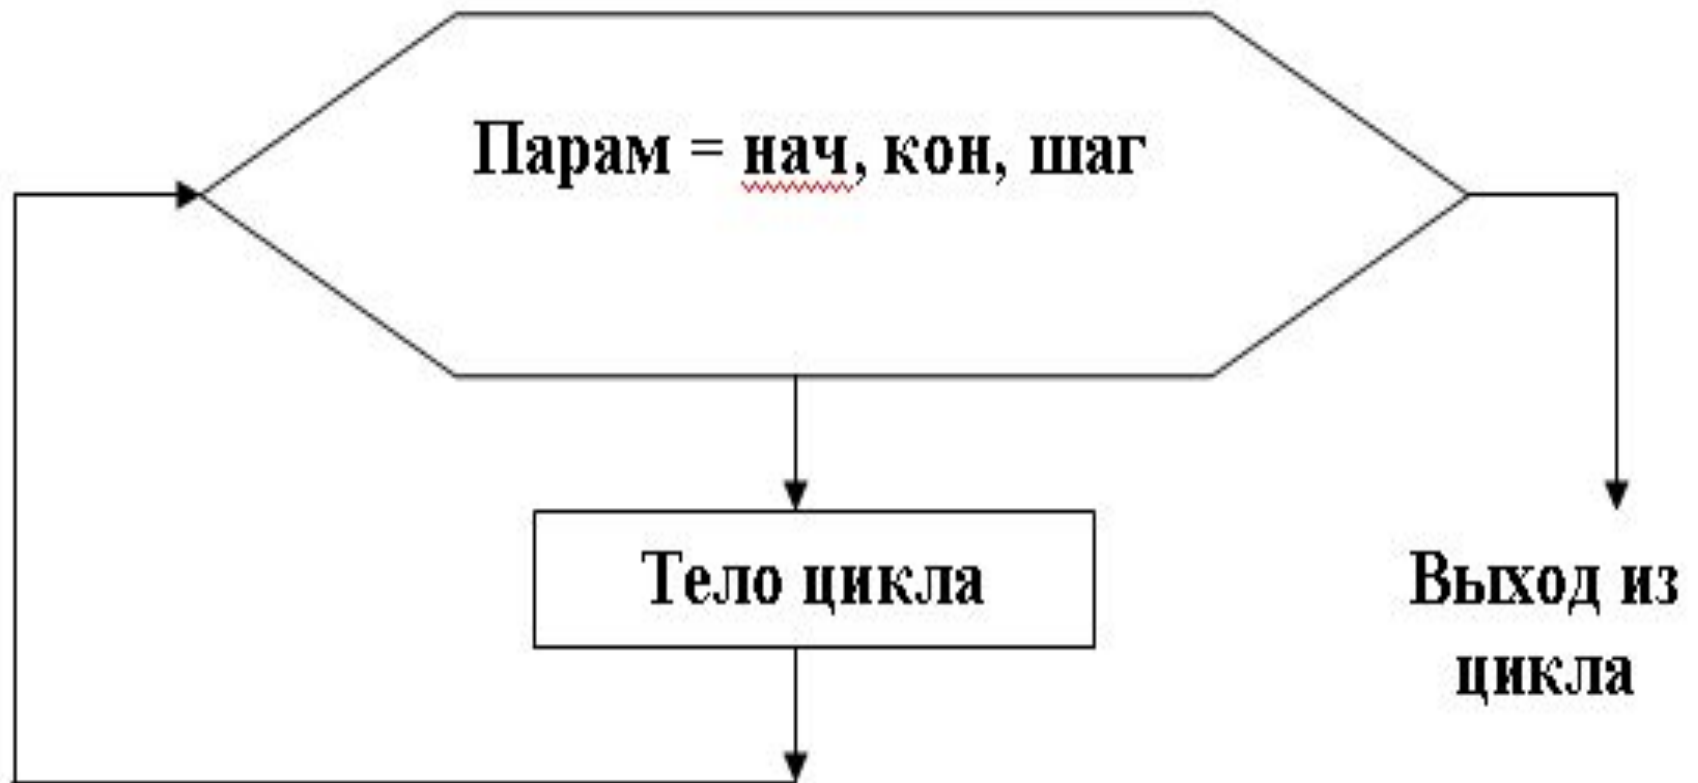 Парам = нач, кон, шаг
Тело цикла
Выход из
цикла